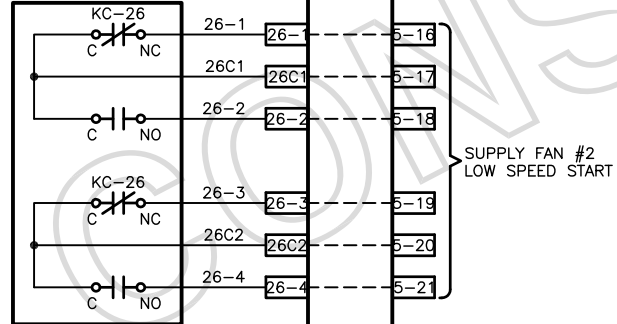 KC-26
C NC 26-1 26-1 5-16
26C1 26C1 5-17
C NO 26-2 26-2 5-18
SUPPLY FAN #2
LOW SPEED START
KC-26
C NC 26-3 26-3 5-19
26C2 26C2 5-20
C NO 26-4 26-4 5-21
CONS